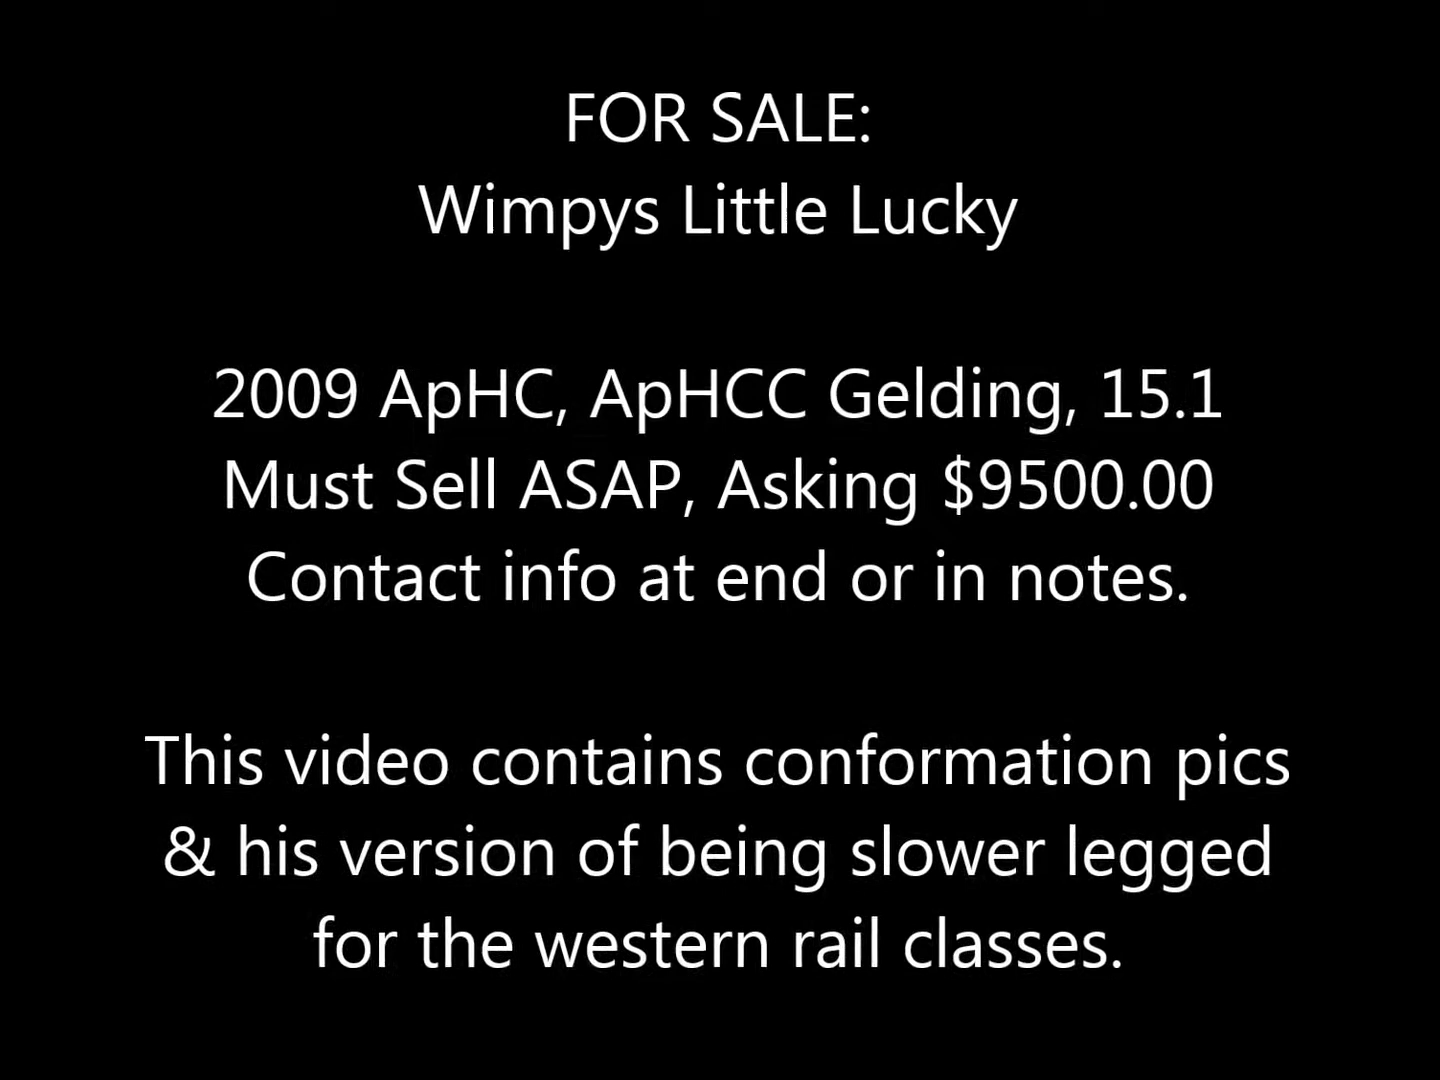 FOR SALE:
Wimpys Little Lucky
2009 ApHC, ApHCC Gelding, 15.1
Must Sell ASAP, Asking $9500.00
Contact info at end or in notes.
This video contains conformation pics
& his version of being slower legged
for the western rail classes.